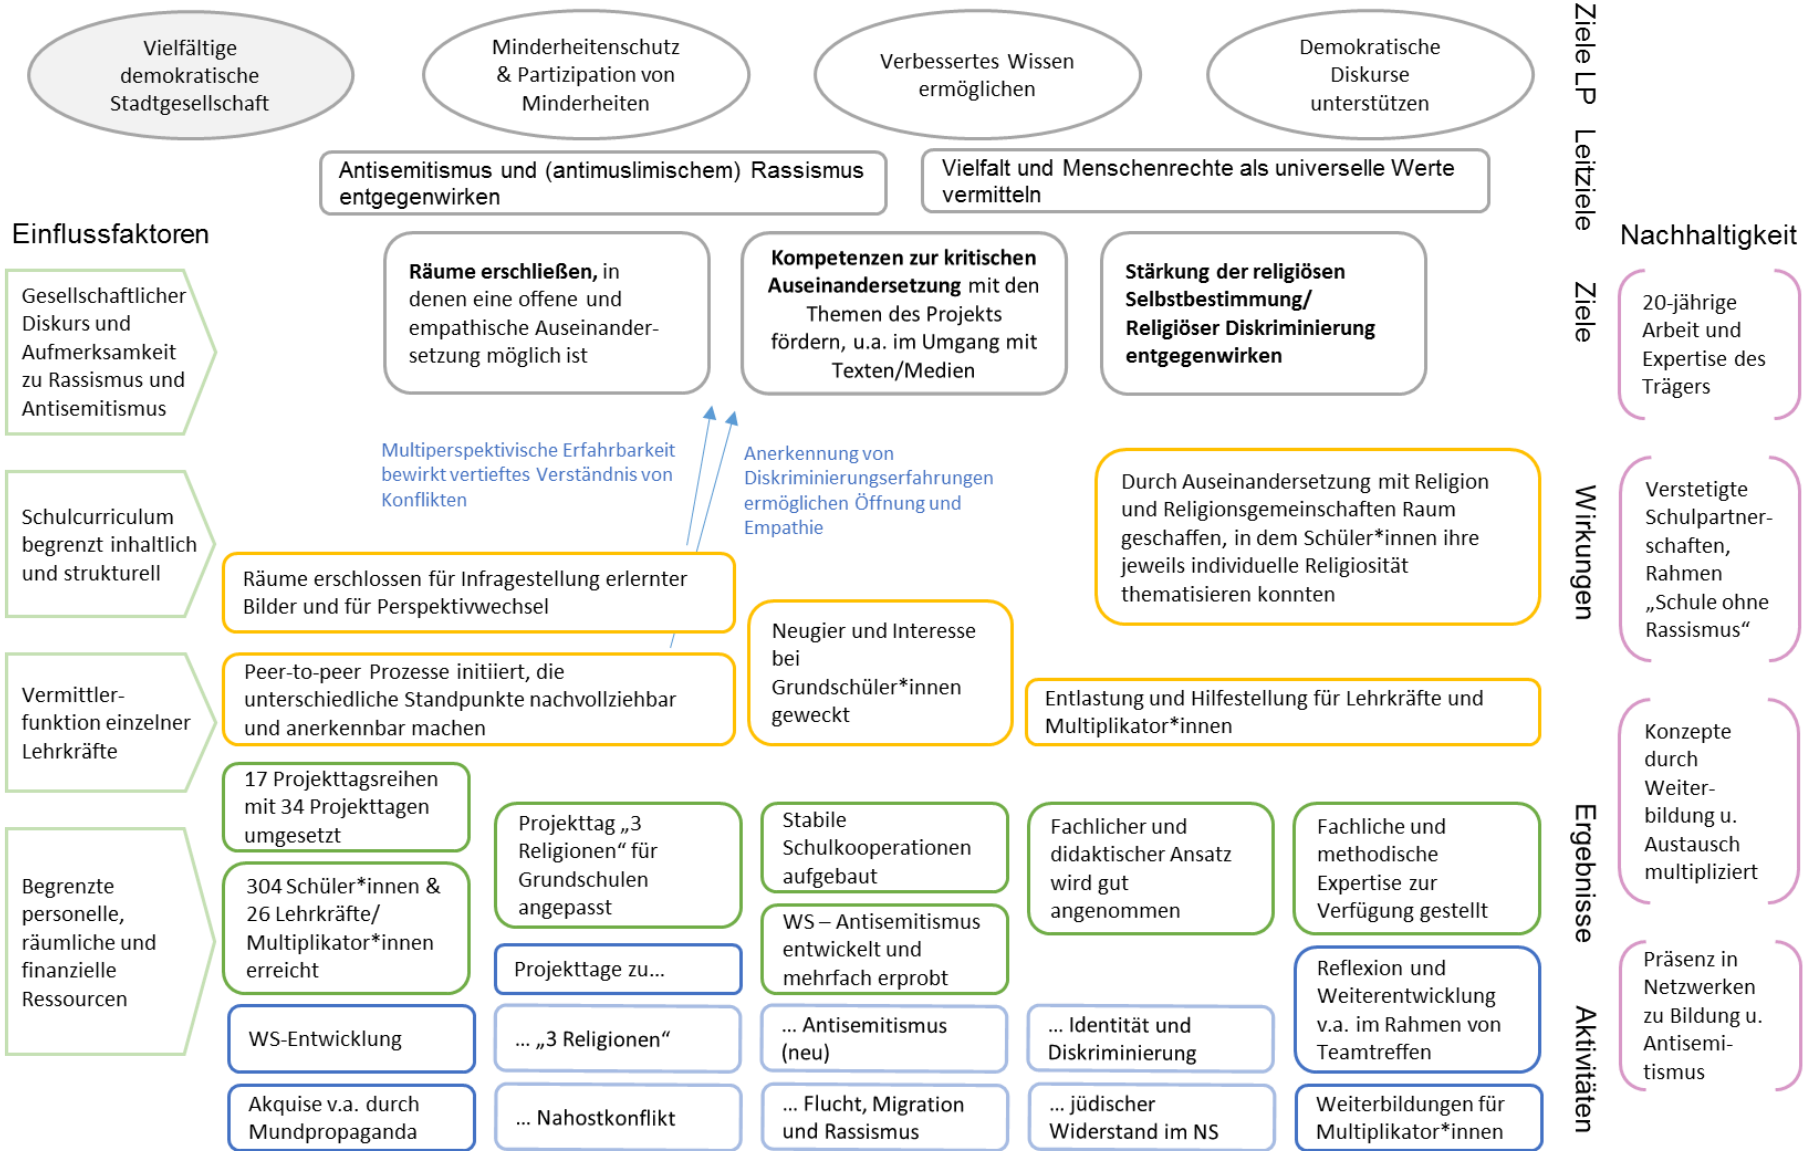 Vielfältige
demokratische
Stadtgesellschaft
Minderheitenschutz
& Partizipation von
Minderheiten
Verbessertes Wissen
ermöglichen
Demokratische
Diskurse
unterstützen
Ziele LP
Antisemitismus und (antimuslimischem) Rassismus
entgegenwirken
Vielfalt und Menschenrechte als universelle Werte
vermitteln
Leitziele
Einflussfaktoren
Gesellschaftlicher
Diskurs und
Aufmerksamkeit
zu Rassismus und
Antisemitismus
Schulcurriculum
begrenzt inhaltlich
und strukturell
Vermittler-
funktion einzelner
Lehrkräfte
Begrenzte
personelle,
räumliche und
finanzielle
Ressourcen
Räume erschließen, in
denen eine offene und
empathische Auseinander-
setzung möglich ist
Kompetenzen zur kritischen
Auseinandersetzung mit den
Themen des Projekts
fördern, u.a. im Umgang mit
Texten/Medien
Stärkung der religiösen
Selbstbestimmung/
Religiöser Diskriminierung
entgegenwirken
Ziele
Multiperspektivische Erfahrbarkeit
bewirkt vertieftes Verständnis von
Konflikten
Anerkennung von
Diskriminierungserfahrungen
ermöglichen Öffnung und
Empathie
Durch Auseinandersetzung mit Religion
und Religionsgemeinschaften Raum
geschaffen, in dem Schüler*innen ihre
jeweils individuelle Religiosität
thematisieren konnten
Räume erschlossen für Infragestellung erlernter
Bilder und für Perspektivwechsel
Peer-to-peer Prozesse initiiert, die
unterschiedliche Standpunkte nachvollziehbar
und anerkennbar machen
Neugier und Interesse
bei
Grundschüler*innen
geweckt
Entlastung und Hilfestellung für Lehrkräfte und
Multiplikator*innen
Wirkungen
17 Projekttagsreihen
mit 34 Projekttagen
umgesetzt
304 Schüler*innen &
26 Lehrkräfte/
Multiplikator*innen
erreicht
Projekttag „3
Religionen“ für
Grundschulen
angepasst
Stabile
Schulkooperationen
aufgebaut
WS – Antisemitismus
entwickelt und
mehrfach erprobt
Fachlicher und
didaktischer Ansatz
wird gut
angenommen
Fachliche und
methodische
Expertise zur
Verfügung gestellt
Ergebnisse
Projekttage zu…
WS-Entwicklung
… „3 Religionen“
… Antisemitismus
(neu)
… Identität und
Diskriminierung
Reflexion und
Weiterentwicklung
v.a. im Rahmen von
Teamtreffen
Akquise v.a. durch
Mundpropaganda
… Nahostkonflikt
… Flucht, Migration
und Rassismus
… jüdischer
Widerstand im NS
Weiterbildungen für
Multiplikator*innen
Aktivitäten
Nachhaltigkeit
20-jährige
Arbeit und
Expertise des
Trägers
Verstetigte
Schulpartner-
schaften,
Rahmen
„Schule ohne
Rassismus“
Konzepte
durch
Weiter-
bildung u.
Austausch
multipliziert
Präsenz in
Netzwerken
zu Bildung u.
Antisemi-
tismus